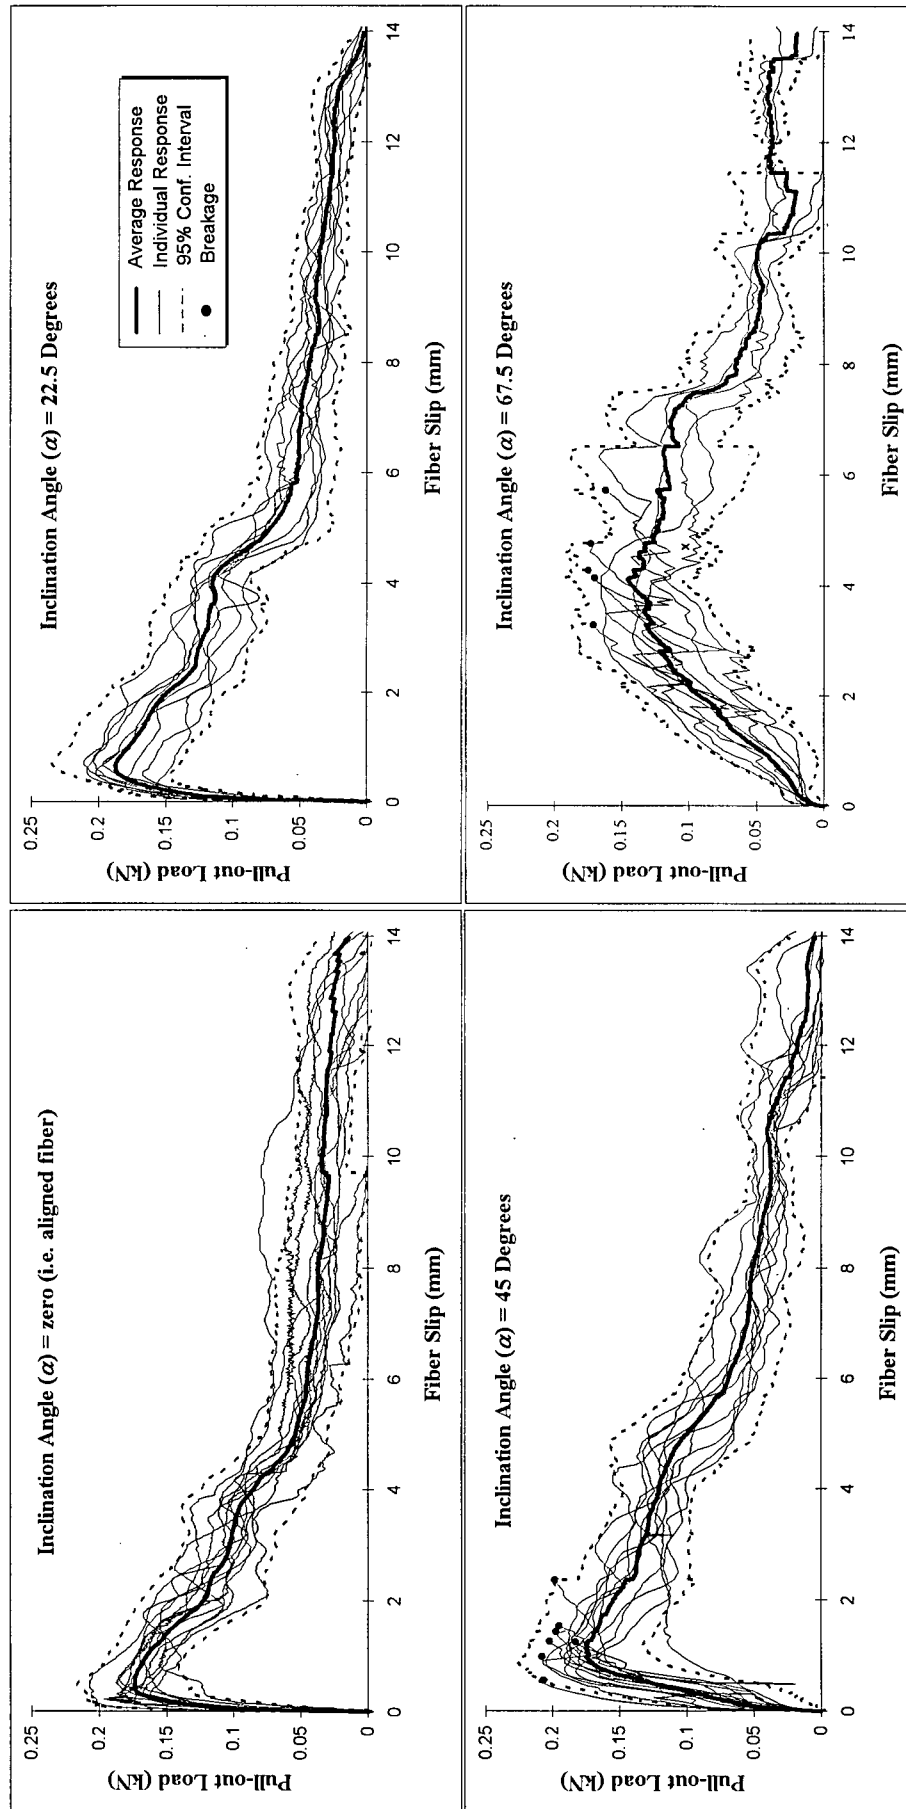 Inclination Angle (α) = zero (i.e. aligned fiber)
0.25
0.2
0.15
0.1
0.05
0
Pull-out Load (kN)
0 2 4 6 8 10 12 14
Fiber Slip (mm)
Inclination Angle (α) = 22.5 Degrees
Average Response
Individual Response
95% Conf. Interval
Breakage
0.25
0.2
0.15
0.1
0.05
0
Pull-out Load (kN)
0 2 4 6 8 10 12 14
Fiber Slip (mm)
Inclination Angle (α) = 45 Degrees
0.25
0.2
0.15
0.1
0.05
0
Pull-out Load (kN)
0 2 4 6 8 10 12 14
Fiber Slip (mm)
Inclination Angle (α) = 67.5 Degrees
0.25
0.2
0.15
0.1
0.05
0
Pull-out Load (kN)
0 2 4 6 8 10 12 14
Fiber Slip (mm)